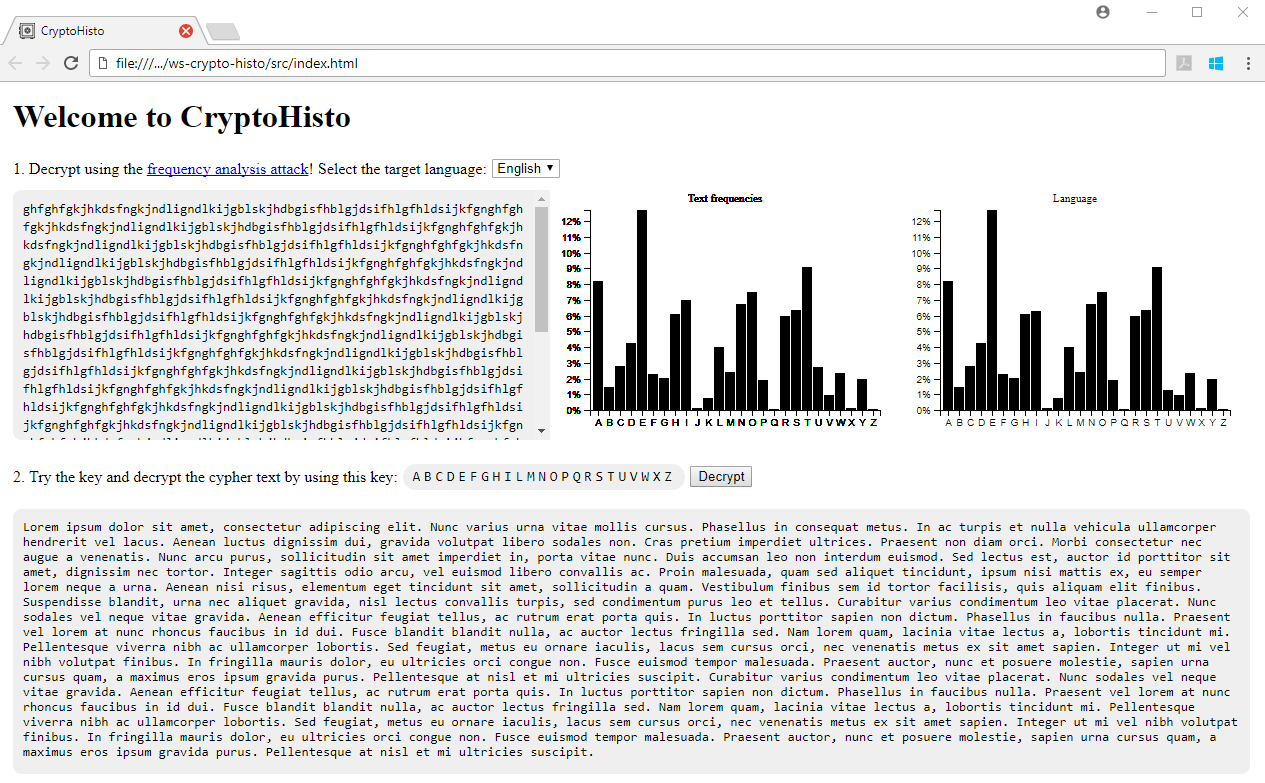 CryptoHisto
file:///.../ws-crypto-histo/src/index.html
Welcome to CryptoHisto
1. Decrypt using the frequency analysis attack! Select the target language: English
ghfghfgkjhkdsfngkjndligndlkijgblskjhdbgisfhblgjdsifhlgfhldsijkfgnghfgh
fgkjhkdsfngkjndligndlkijgblskjhdbgisfhblgjdsifhlgfhldsijkfgnghfghfgkjh
kdsfngkjndligndlkijgblskjhdbgisfhblgjdsifhlgfhldsijkfgnghfghfgkjhkdsfn
gkjndligndlkijgblskjhdbgisfhblgjdsifhlgfhldsijkfgnghfghfgkjhkdsfngkjnd
ligndlkijgblskjhdbgisfhblgjdsifhlgfhldsijkfgnghfghfgkjhkdsfngkjndlignd
lkijgblskjhdbgisfhblgjdsifhlgfhldsijkfgnghfghfgkjhkdsfngkjndligndlkijg
blskjhdbgisfhblgjdsifhlgfhldsijkfgnghfghfgkjhkdsfngkjndligndlkijgblskj
hdbgisfhblgjdsifhlgfhldsijkfgnghfghfgkjhkdsfngkjndligndlkijgblskjhdbgi
sfhblgjdsifhlgfhldsijkfgnghfghfgkjhkdsfngkjndligndlkijgblskjhdbgisfhbl
gjdsifhlgfhldsijkfgnghfghfgkjhkdsfngkjndligndlkijgblskjhdbgisfhblgjdsi
fhlgfhldsijkfgnghfghfgkjhkdsfngkjndligndlkijgblskjhdbgisfhblgjdsifhlgf
hldsijkfgnghfghfgkjhkdsfngkjndligndlkijgblskjhdbgisfhblgjdsifhlgfhldsi
jkfgnghfghfgkjhkdsfngkjndligndlkijgblskjhdbgisfhblgjdsifhlgfhldsijkfgn
Text frequencies
12%
11%
10%
9%
8%
7%
6%
5%
4%
3%
2%
1%
0%
A B C D E F G H I J K L M N O P Q R S T U V W X Y Z
Language
12%
11%
10%
9%
8%
7%
6%
5%
4%
3%
2%
1%
0%
A B C D E F G H I J K L M N O P Q R S T U V W X Y Z
2. Try the key and decrypt the cypher text by using this key: A B C D E F G H I L M N O P Q R S T U V W X Z Decrypt
Lorem ipsum dolor sit amet, consectetur adipiscing elit. Nunc varius urna vitae mollis cursus. Phasellus in consequat metus. In ac turpis et nulla vehicula ullamcorper
hendrerit vel lacus. Aenean luctus dignissim dui, gravida volutpat libero sodales non. Cras pretium imperdiet ultrices. Praesent non diam orci. Morbi consectetur nec
augue a venenatis. Nunc arcu purus, sollicitudin sit amet imperdiet in, porta vitae nunc. Duis accumsan leo non interdum euismod. Sed lectus est, auctor id porttitor sit
amet, dignissim nec tortor. Integer sagittis odio arcu, vel euismod libero convallis ac. Proin malesuada, quam sed aliquet tincidunt, ipsum nisi mattis ex, eu semper
lorem neque a urna. Aenean nisi risus, elementum eget tincidunt sit amet, sollicitudin a quam. Vestibulum finibus sem id tortor facilisis, quis aliquam elit finibus.
Suspendisse blandit, urna nec aliquet gravida, nisl lectus convallis turpis, sed condimentum purus leo et tellus. Curabitur varius condimentum leo vitae placerat. Nunc
sodales vel neque vitae gravida. Aenean efficitur feugiat tellus, ac rutrum erat porta quis. In luctus porttitor sapien non dictum. Phasellus in faucibus nulla. Praesent
vel lorem at nunc rhoncus faucibus in id dui. Fusce blandit blandit nulla, ac auctor lectus fringilla sed. Nam lorem quam, lacinia vitae lectus a, lobortis tincidunt mi.
Pellentesque viverra nibh ac ullamcorper lobortis. Sed feugiat, metus eu ornare iaculis, lacus sem cursus orci, nec venenatis metus ex sit amet sapien. Integer ut mi vel
nibh volutpat finibus. In fringilla mauris dolor, eu ultricies orci congue non. Fusce euismod tempor malesuada. Praesent auctor, nunc et posuere molestie, sapien urna
cursus quam, a maximus eros ipsum gravida purus. Pellentesque at nisl et mi ultricies suscipit. Curabitur varius condimentum leo vitae placerat. Nunc sodales vel neque
vitae gravida. Aenean efficitur feugiat tellus, ac rutrum erat porta quis. In luctus porttitor sapien non dictum. Phasellus in faucibus nulla. Praesent vel lorem at nunc
rhoncus faucibus in id dui. Fusce blandit blandit nulla, ac auctor lectus fringilla sed. Nam lorem quam, lacinia vitae lectus a, lobortis tincidunt mi. Pellentesque
viverra nibh ac ullamcorper lobortis. Sed feugiat, metus eu ornare iaculis, lacus sem cursus orci, nec venenatis metus ex sit amet sapien. Integer ut mi vel nibh volutpat
finibus. In fringilla mauris dolor, eu ultricies orci congue non. Fusce euismod tempor malesuada. Praesent auctor, nunc et posuere molestie, sapien urna cursus quam, a
maximus eros ipsum gravida purus. Pellentesque at nisl et mi ultricies suscipit.